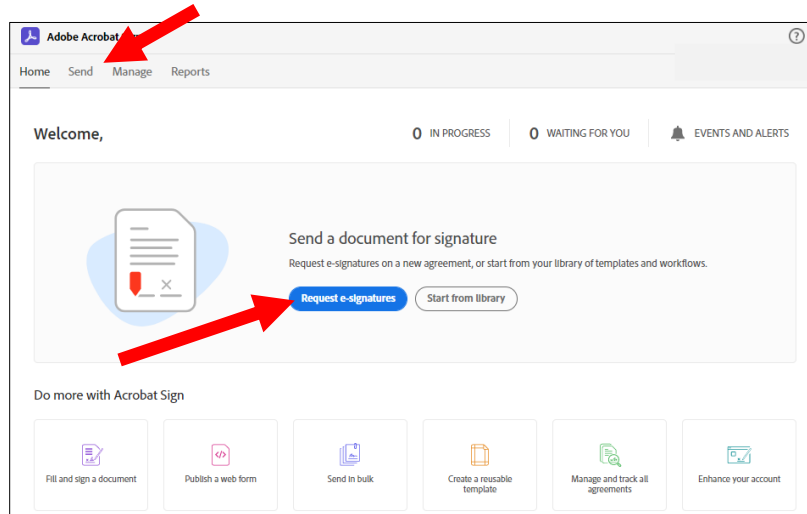 Adobe Acrobat
Home Send Manage Reports
Welcome,
0 IN PROGRESS 0 WAITING FOR YOU EVENTS AND ALERTS
Send a document for signature
Request e-signatures on a new agreement, or start from your library of templates and workflows.
Request e-signatures Start from library
Do more with Acrobat Sign
Fill and sign a document
Publish a web form
Send in bulk
Create a reusable
template
Manage and track all
agreements
Enhance your account